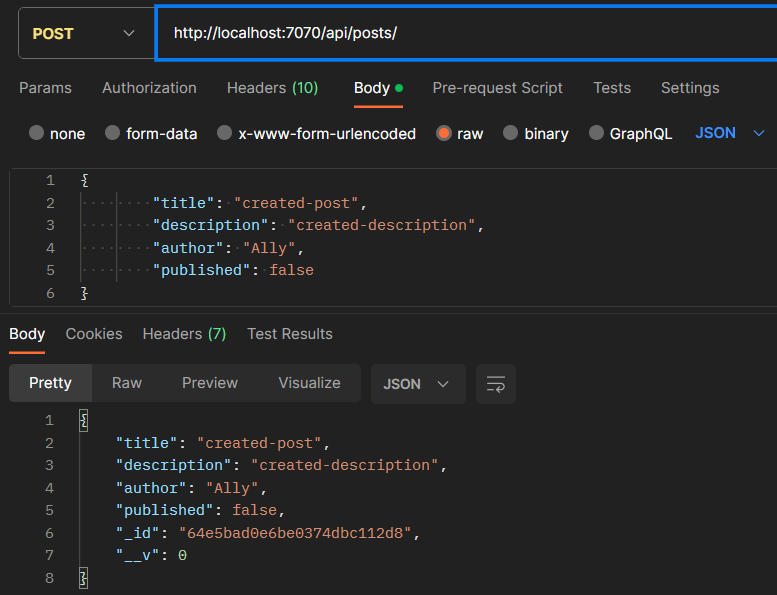 POST http://localhost:7070/api/posts/
Params Authorization Headers (10) Body Pre-request Script Tests Settings
none form-data x-www-form-urlencoded raw binary GraphQL JSON
1 {
2 "title": "created-post",
3 "description": "created-description",
4 "author": "Ally",
5 "published": false
6 }
Body Cookies Headers (7) Test Results
Pretty Raw Preview Visualize JSON
1 {
2 "title": "created-post",
3 "description": "created-description",
4 "author": "Ally",
5 "published": false,
6 "_id": "64e5bad0e6be0374dbc112d8",
7 "__v": 0
8 }